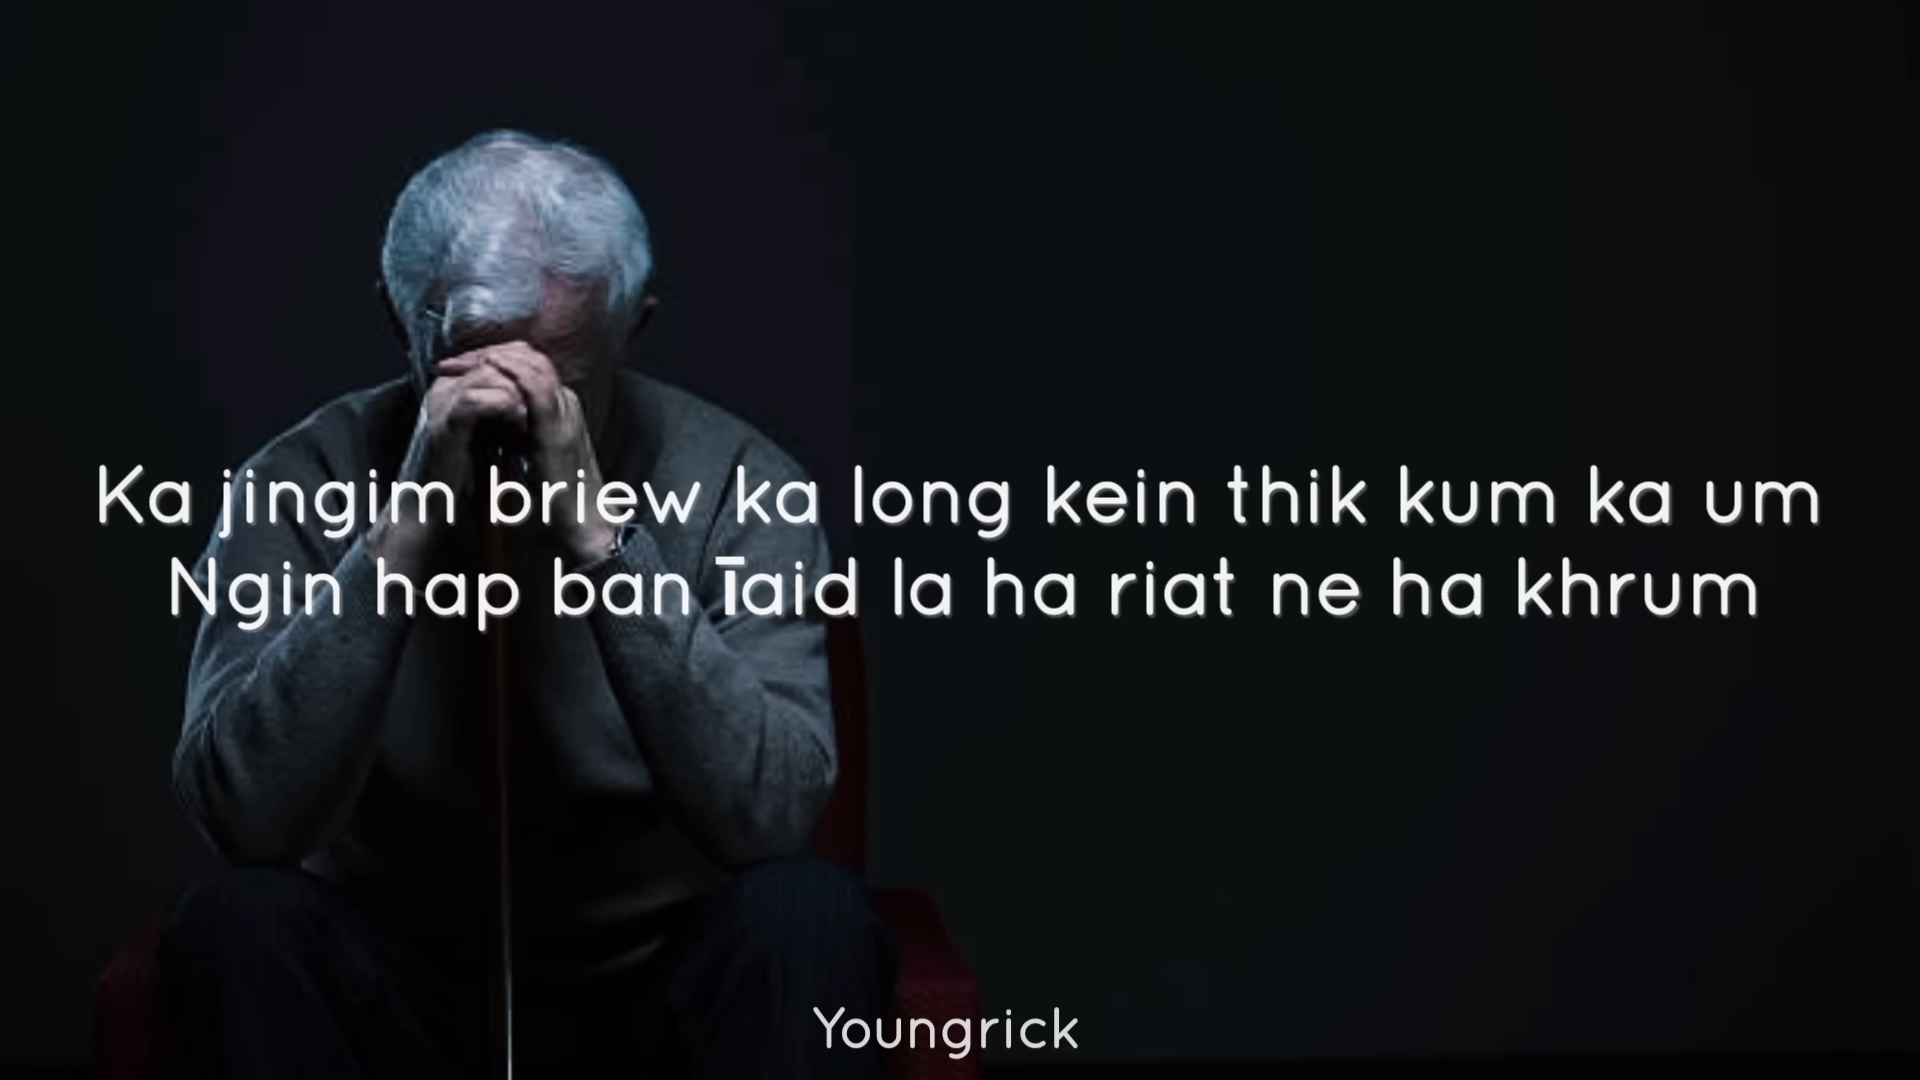 Ka jingim briew ka long kein thik kum ka um
Ngin hap ban ïaid la ha riat ne ha khrum
Youngrick